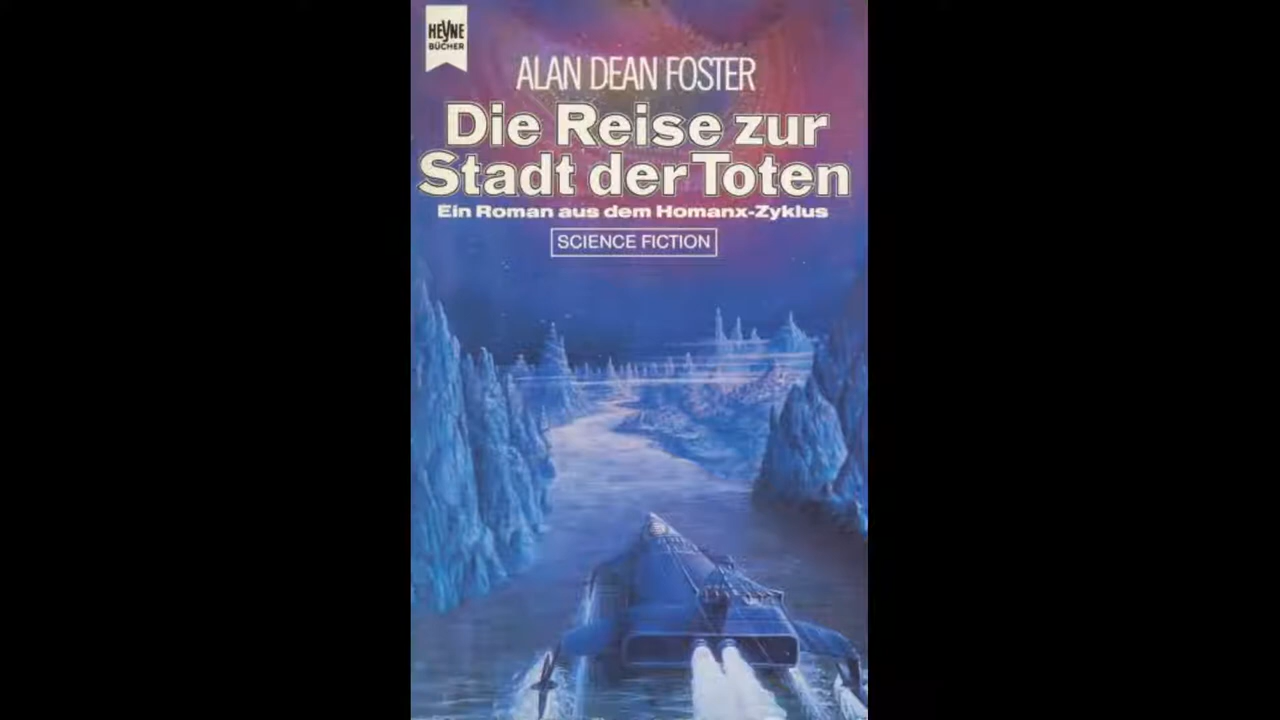 HEYNE
BÜCHER
ALAN DEAN FOSTER
Die Reise zur
Stadt der Toten
Ein Roman aus dem Homanx-Zyklus
SCIENCE FICTION